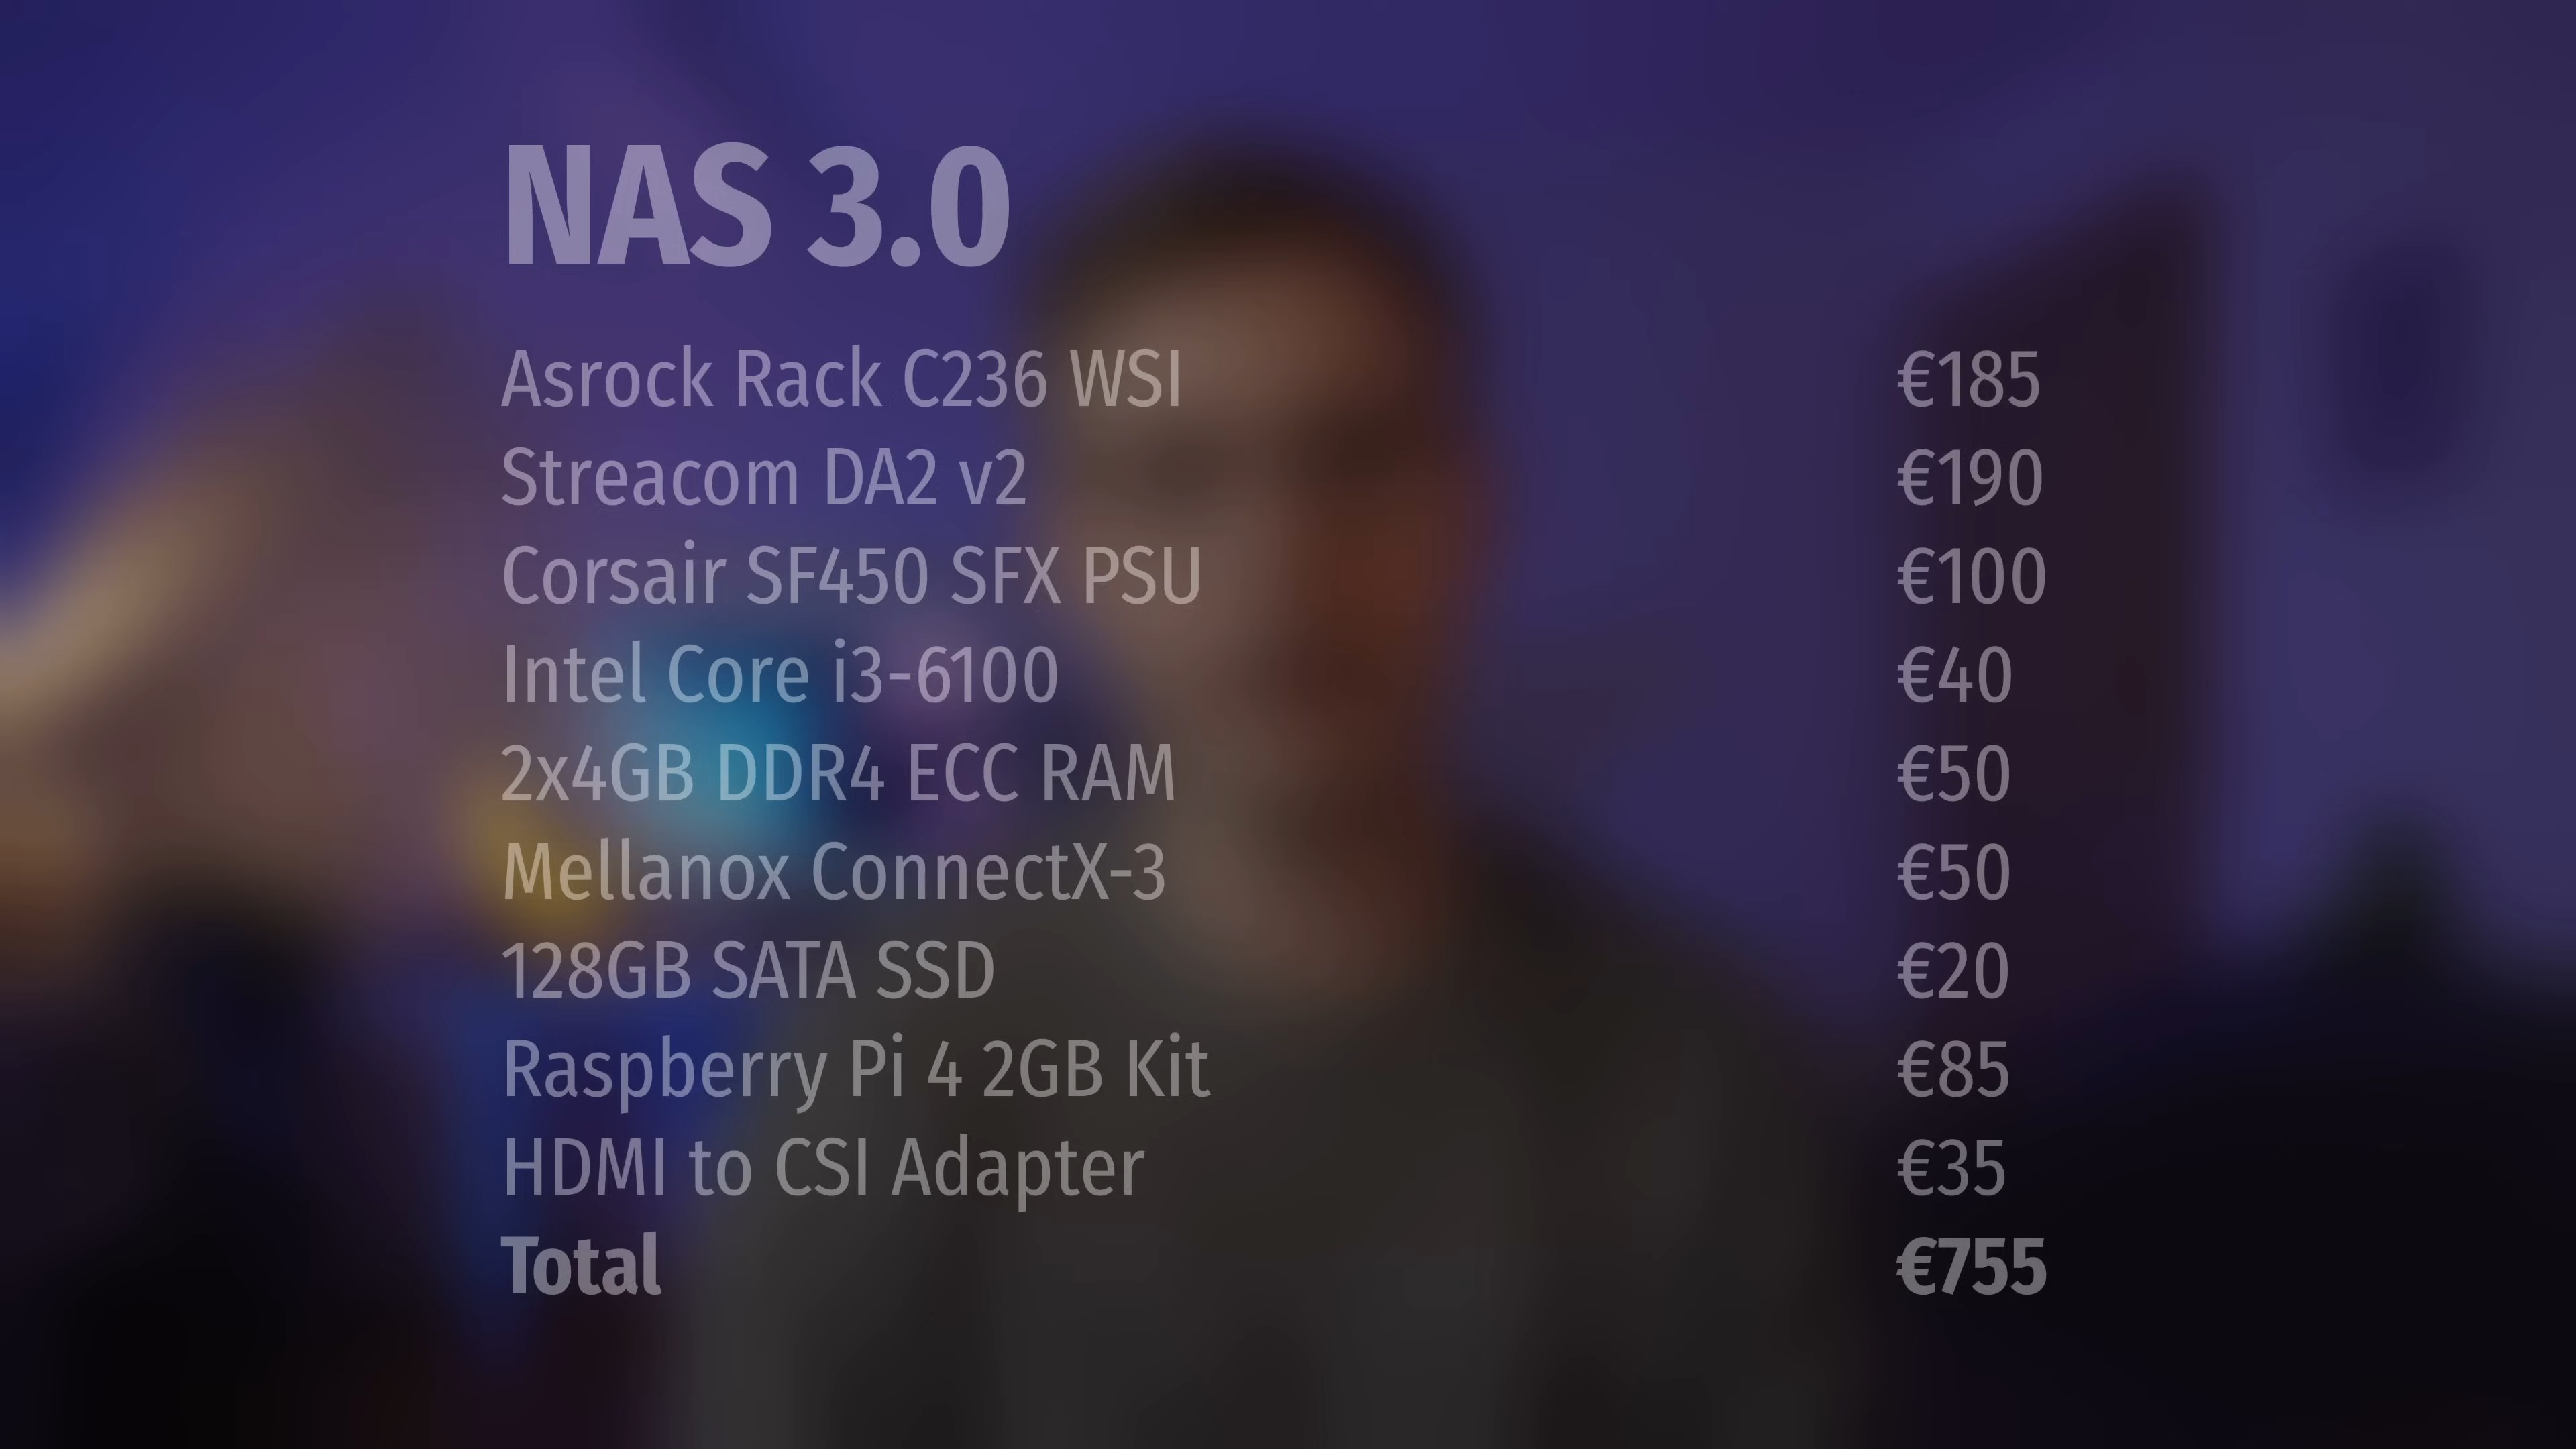 NAS 3.0
Asrock Rack C236 WSI €185
Streacom DA2 v2 €190
Corsair SF450 SFX PSU €100
Intel Core i3-6100 €40
2x4GB DDR4 ECC RAM €50
Mellanox ConnectX-3 €50
128GB SATA SSD €20
Raspberry Pi 4 2GB Kit €85
HDMI to CSI Adapter €35
Total €755